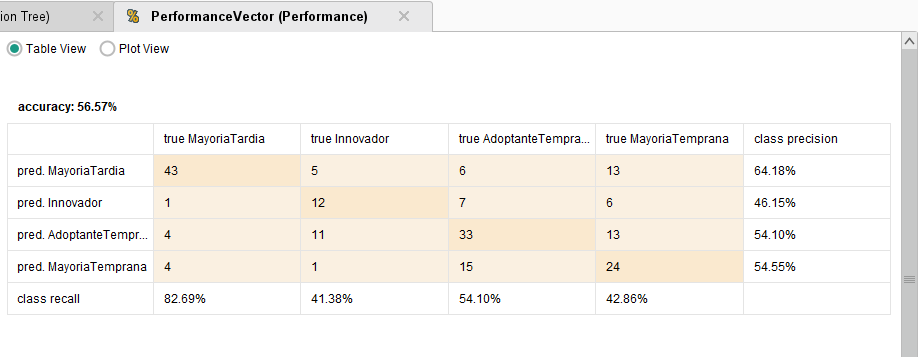 ion Tree)
PerformanceVector (Performance)
Table View Plot View
accuracy: 56.57%
true MayoriaTardia true Innovador true AdoptanteTempra... true MayoriaTemprana class precision
pred. MayoriaTardia 43 5 6 13 64.18%
pred. Innovador 1 12 7 6 46.15%
pred. AdoptanteTempr... 4 11 33 13 54.10%
pred. MayoriaTemprana 4 1 15 24 54.55%
class recall 82.69% 41.38% 54.10% 42.86%